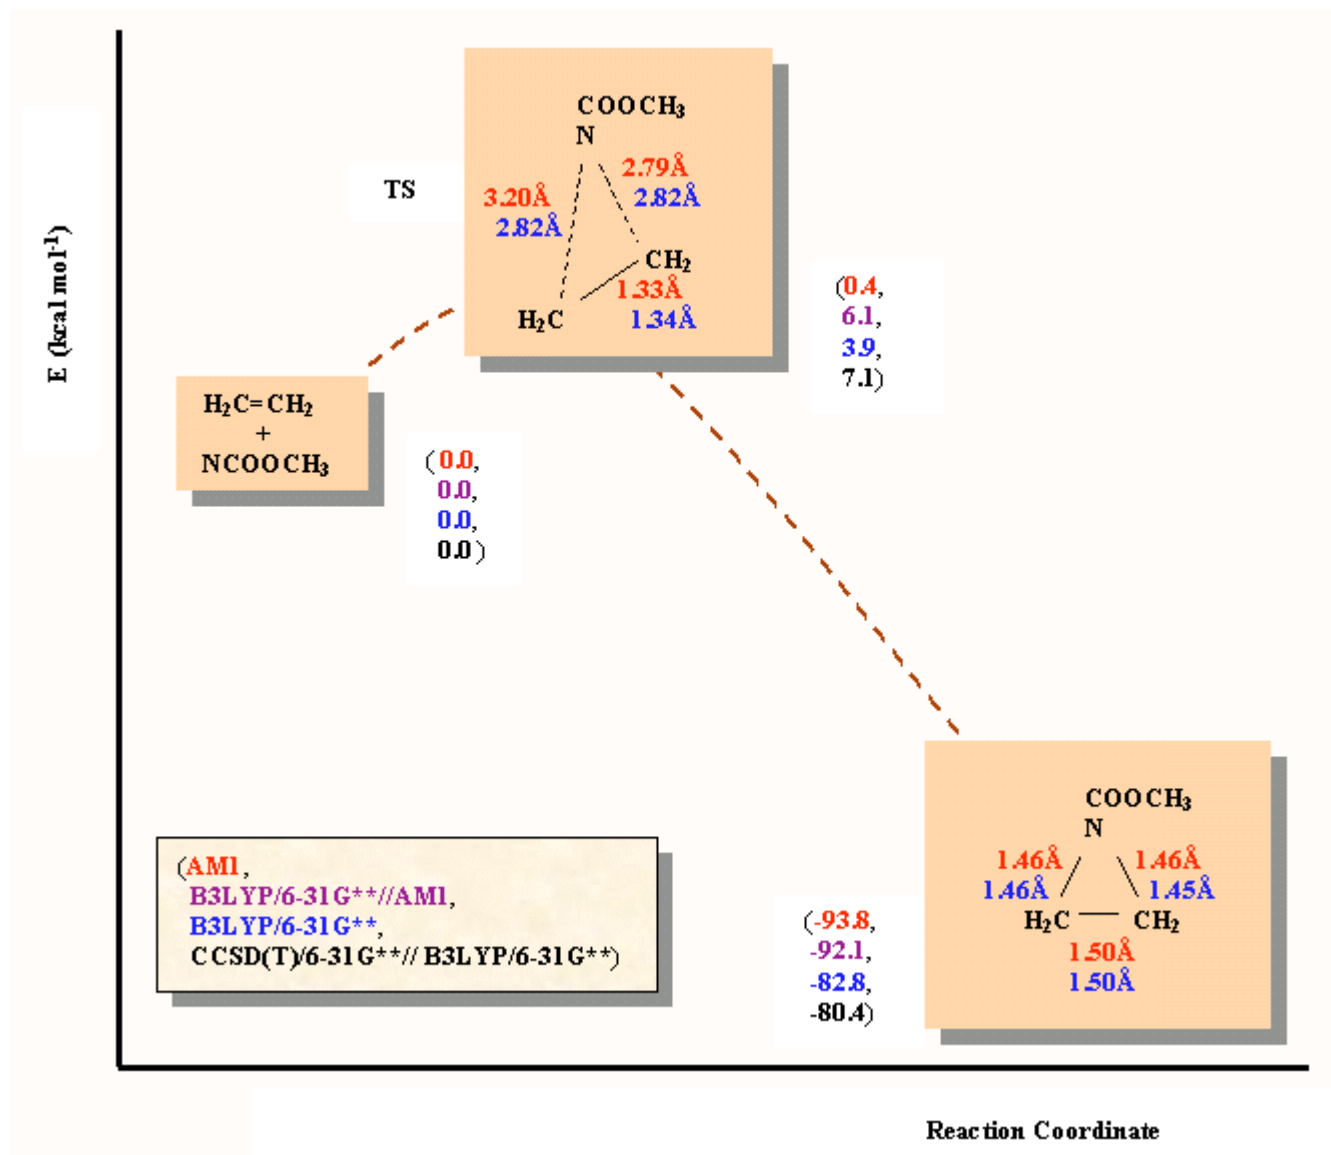 E (kcal mol-1)
TS
COOCH3
N
2.79Å
3.20Å
2.82Å
2.82Å
CH2
1.33Å
H2C
1.34Å
(0.4,
6.1,
3.9,
7.1)
H2C=CH2
+
NCOOCH3
(0.0,
0.0,
0.0,
0.0)
(AM1,
B3LYP/6-31G**//AM1,
B3LYP/6-31G**,
CCSD(T)/6-31G**// B3LYP/6-31G**)
(-93.8,
-92.1,
-82.8,
-80.4)
COOCH3
N
1.46Å 1.46Å
1.46Å 1.45Å
H2C CH2
1.50Å
1.50Å
Reaction Coordinate